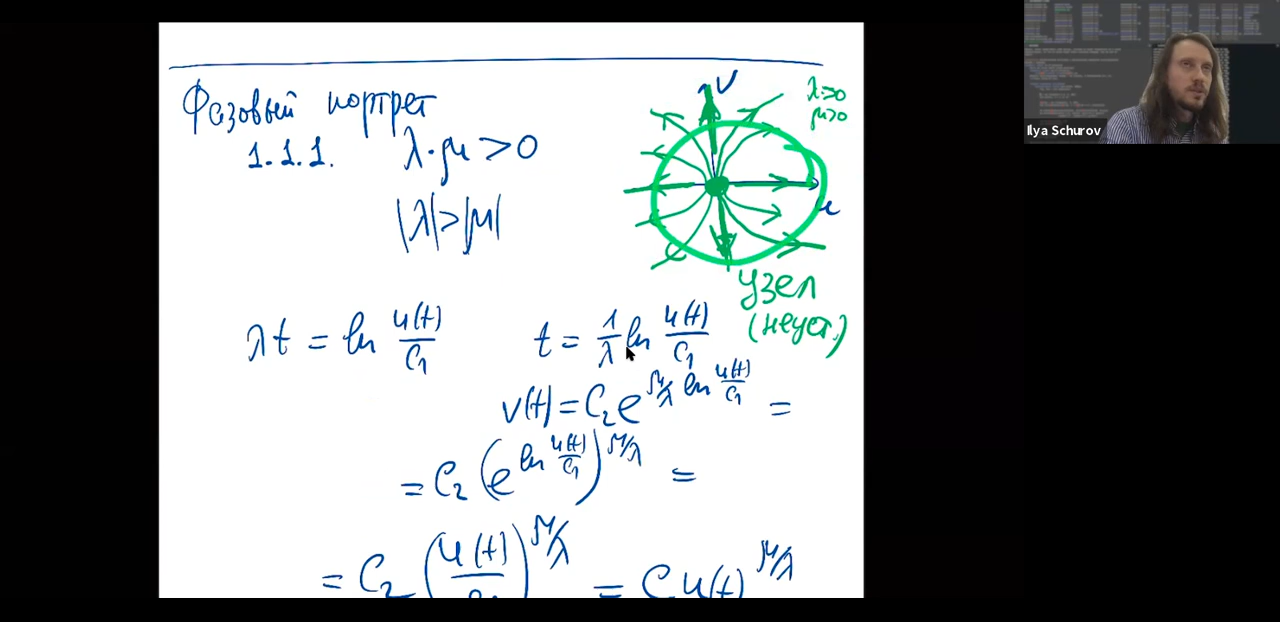 Фазовый портрет
1.1.1. λ·μ > 0
|λ|>|μ|
v
λ>0
μ>0
u
узел
(неуст.)
λt = ln u(t)/C₁ t = 1/λ ln u(t)/C₁
v(t) = C₂e^{μ/λ ln u(t)/C₁} =
= C₂ (e^{ln u(t)/C₁})^{μ/λ} =
= C₂ (u(t)/C₁)^{μ/λ} = C u(t)^{μ/λ}
Ilya Schurov